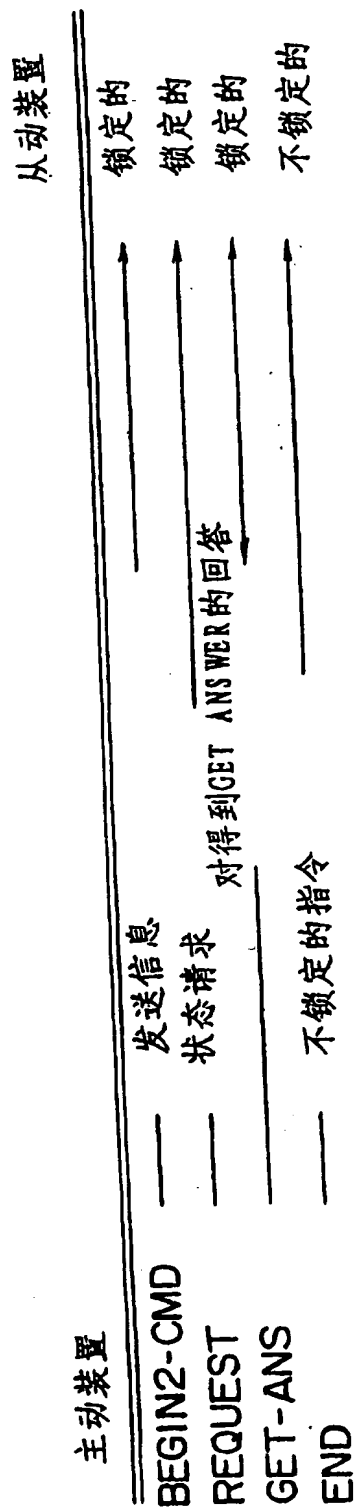 主动装置 从动装置
BEGIN2-CMD 发送信息 锁定的
REQUEST 状态请求 锁定的
GET-ANS 对得到GET ANSWER的回答 锁定的
END 不锁定的指令 不锁定的